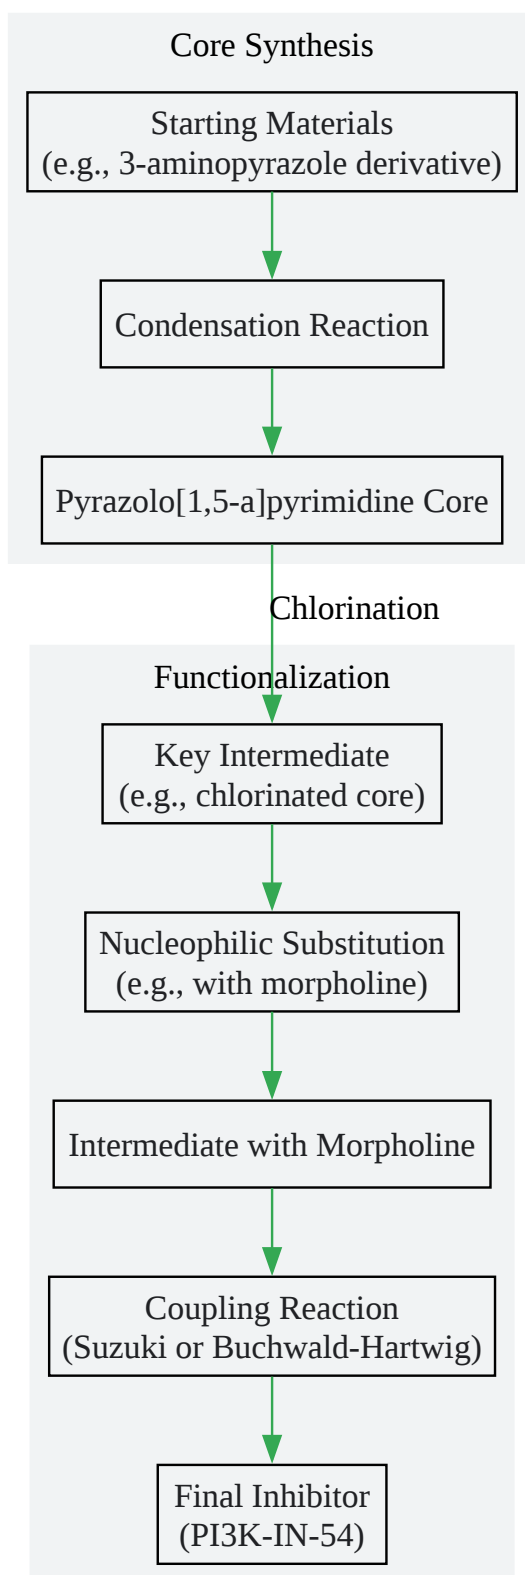 Core Synthesis
Starting Materials
(e.g., 3-aminopyrazole derivative)
Condensation Reaction
Pyrazolo[1,5-a]pyrimidine Core
Chlorination
Functionalization
Key Intermediate
(e.g., chlorinated core)
Nucleophilic Substitution
(e.g., with morpholine)
Intermediate with Morpholine
Coupling Reaction
(Suzuki or Buchwald-Hartwig)
Final Inhibitor
(PI3K-IN-54)